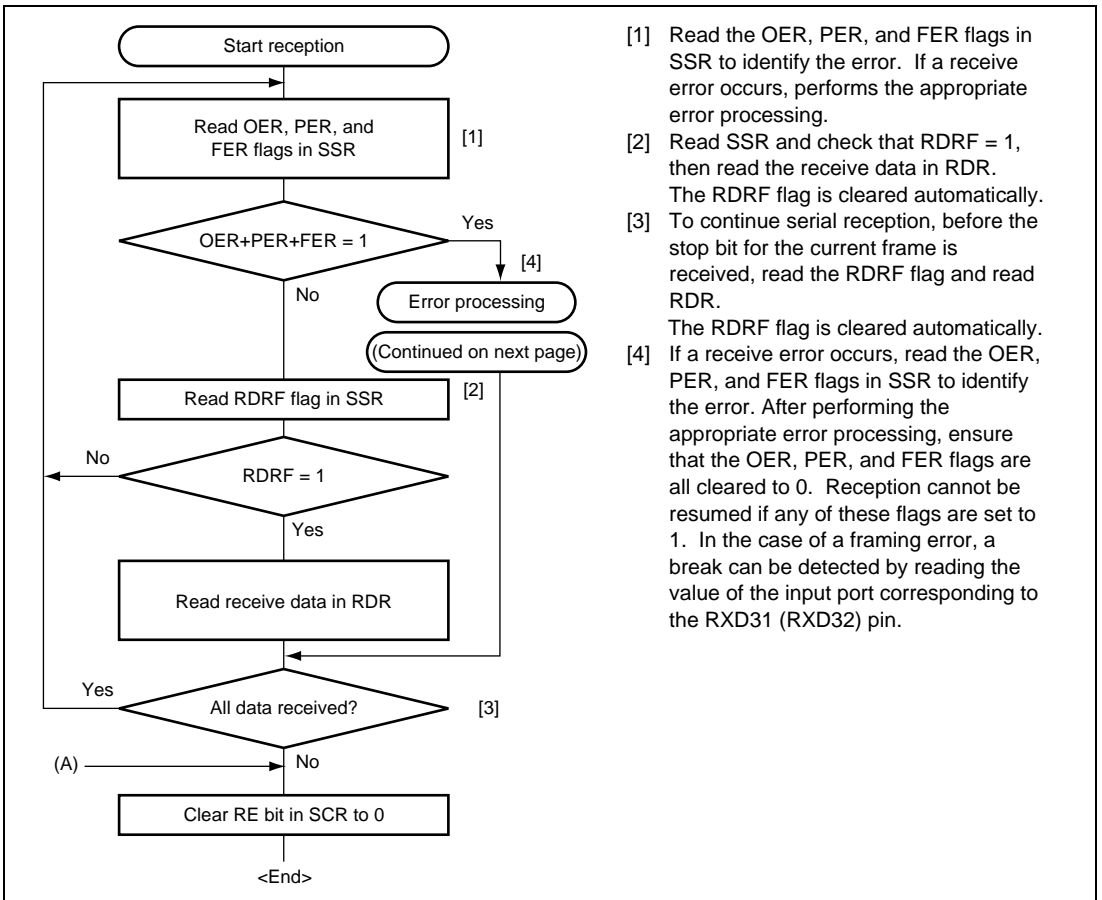 Start reception
Read OER, PER, and
FER flags in SSR
[1]
OER+PER+FER = 1
Yes
[4]
No
Error processing
(Continued on next page)
Read RDRF flag in SSR
[2]
No
RDRF = 1
Yes
Read receive data in RDR
Yes
All data received?
[3]
(A)
No
Clear RE bit in SCR to 0
<End>
[1] Read the OER, PER, and FER flags in
SSR to identify the error. If a receive
error occurs, performs the appropriate
error processing.
[2] Read SSR and check that RDRF = 1,
then read the receive data in RDR.
The RDRF flag is cleared automatically.
[3] To continue serial reception, before the
stop bit for the current frame is
received, read the RDRF flag and read
RDR.
The RDRF flag is cleared automatically.
[4] If a receive error occurs, read the OER,
PER, and FER flags in SSR to identify
the error. After performing the
appropriate error processing, ensure
that the OER, PER, and FER flags are
all cleared to 0. Reception cannot be
resumed if any of these flags are set to
1. In the case of a framing error, a
break can be detected by reading the
value of the input port corresponding to
the RXD31 (RXD32) pin.